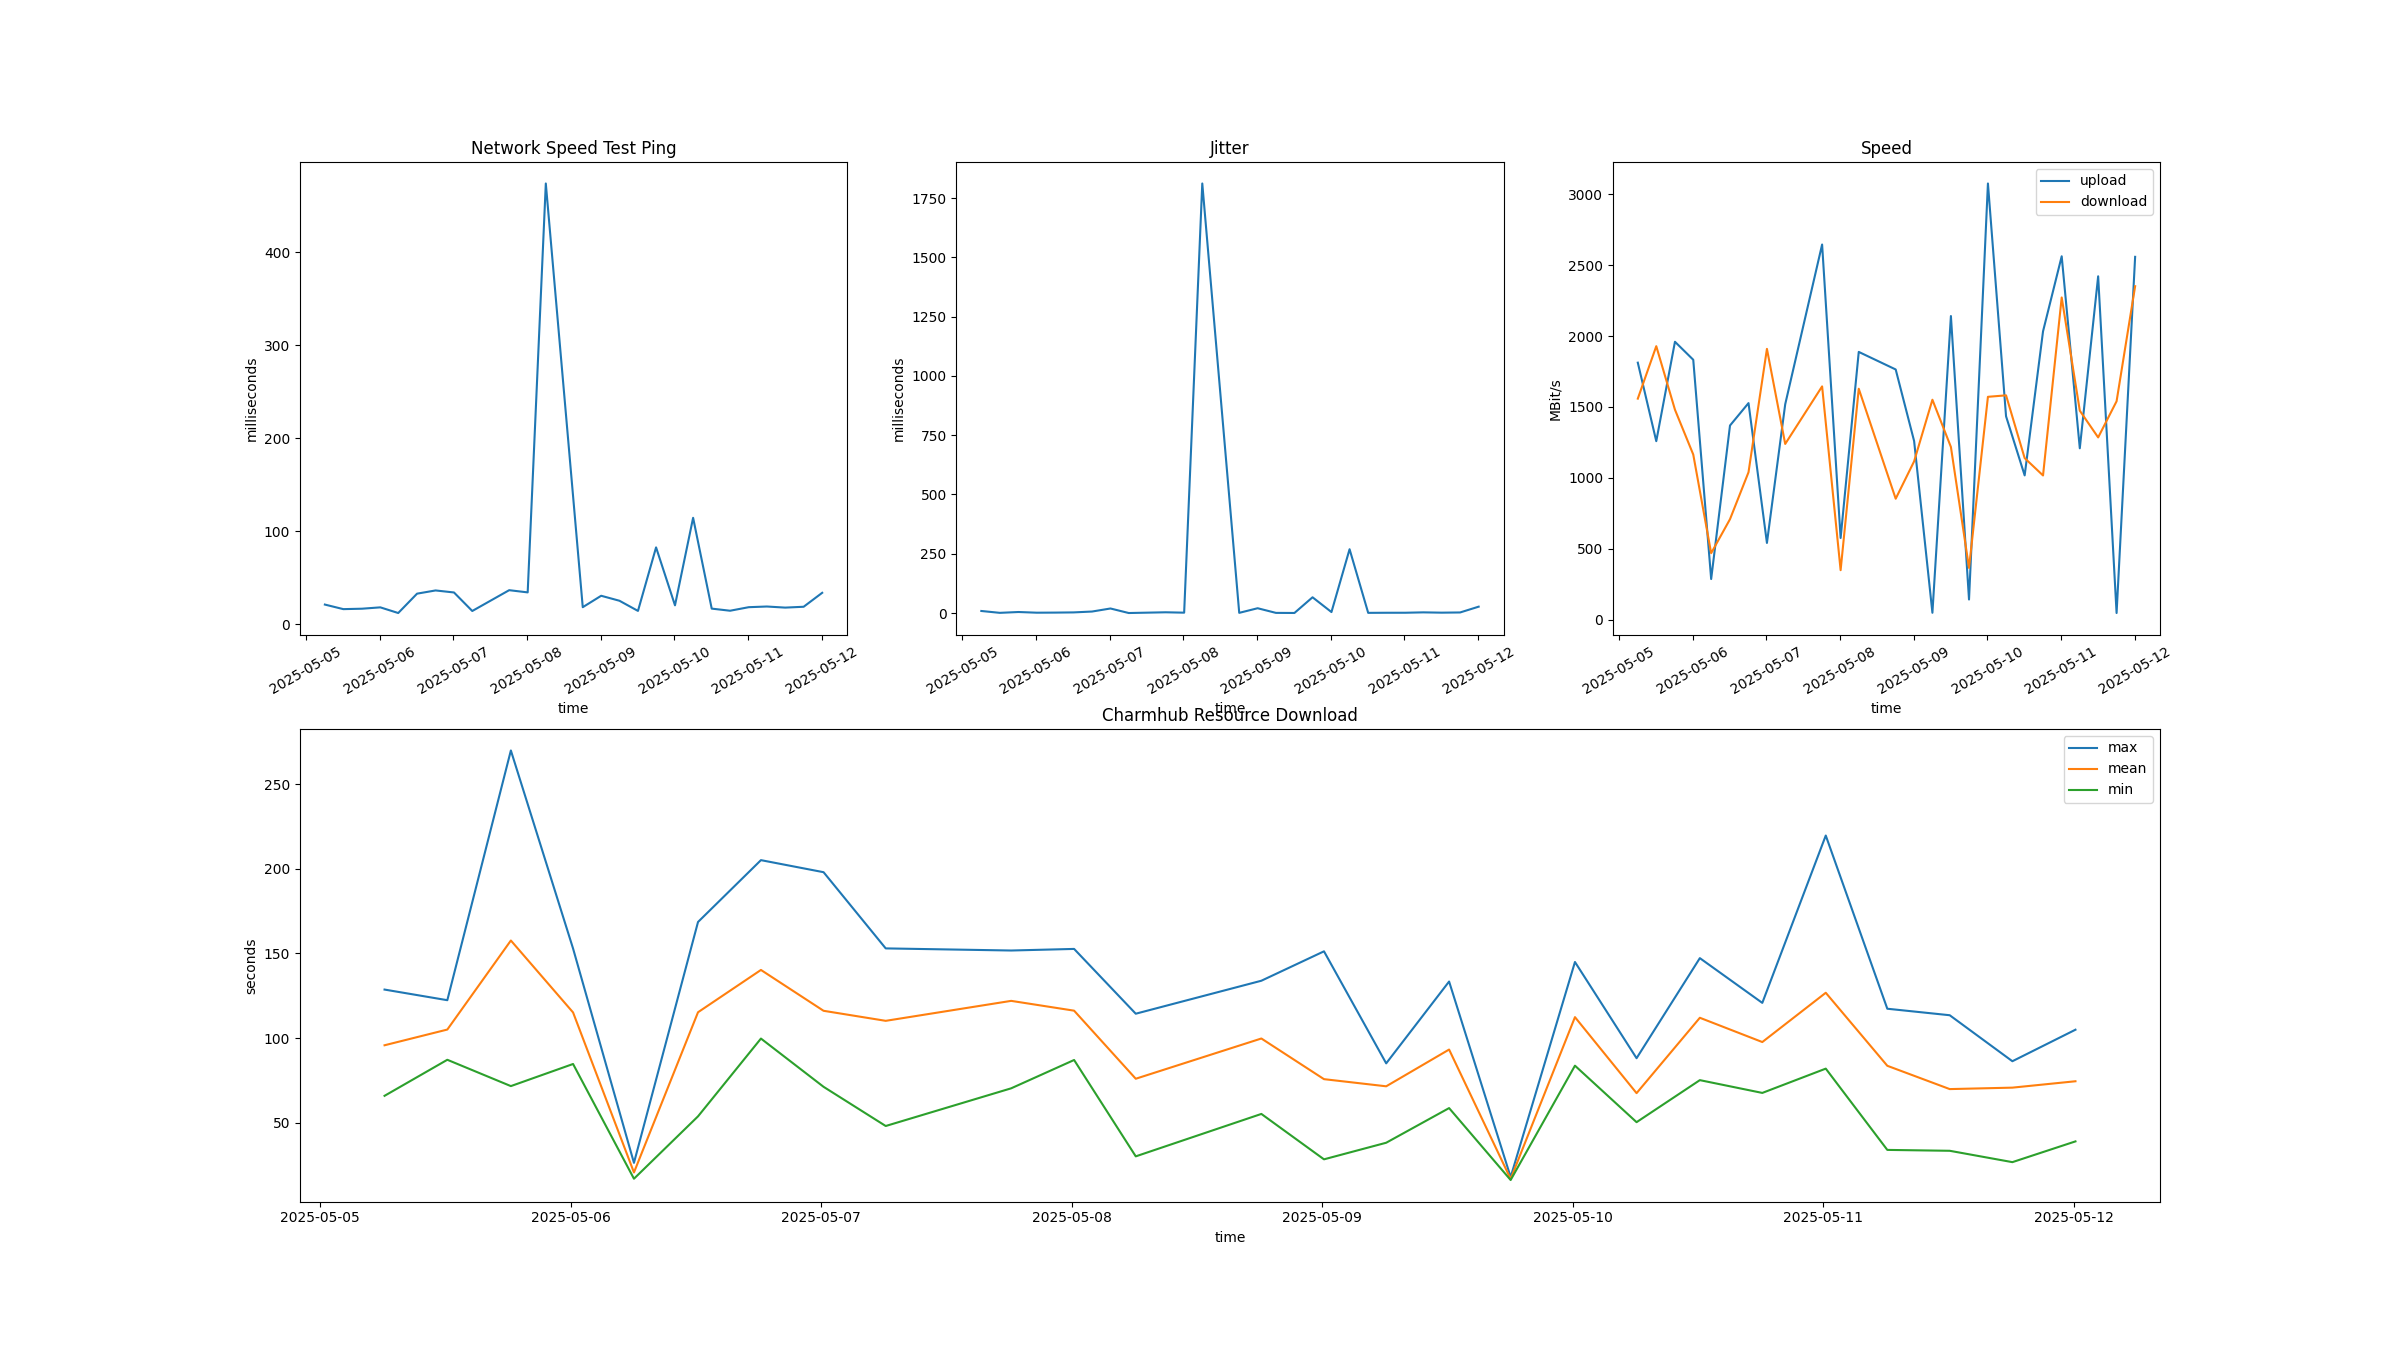 Network Speed Test Ping
milliseconds
400
300
200
100
0
2025-05-05 2025-05-06 2025-05-07 2025-05-08 2025-05-09 2025-05-10 2025-05-11 2025-05-12
time
Jitter
milliseconds
1750
1500
1250
1000
750
500
250
0
2025-05-05 2025-05-06 2025-05-07 2025-05-08 2025-05-09 2025-05-10 2025-05-11 2025-05-12
time
Speed
upload
download
MBit/s
3000
2500
2000
1500
1000
500
0
2025-05-05 2025-05-06 2025-05-07 2025-05-08 2025-05-09 2025-05-10 2025-05-11 2025-05-12
time
Charmhub Resource Download
max
mean
min
seconds
250
200
150
100
50
2025-05-05 2025-05-06 2025-05-07 2025-05-08 2025-05-09 2025-05-10 2025-05-11 2025-05-12
time